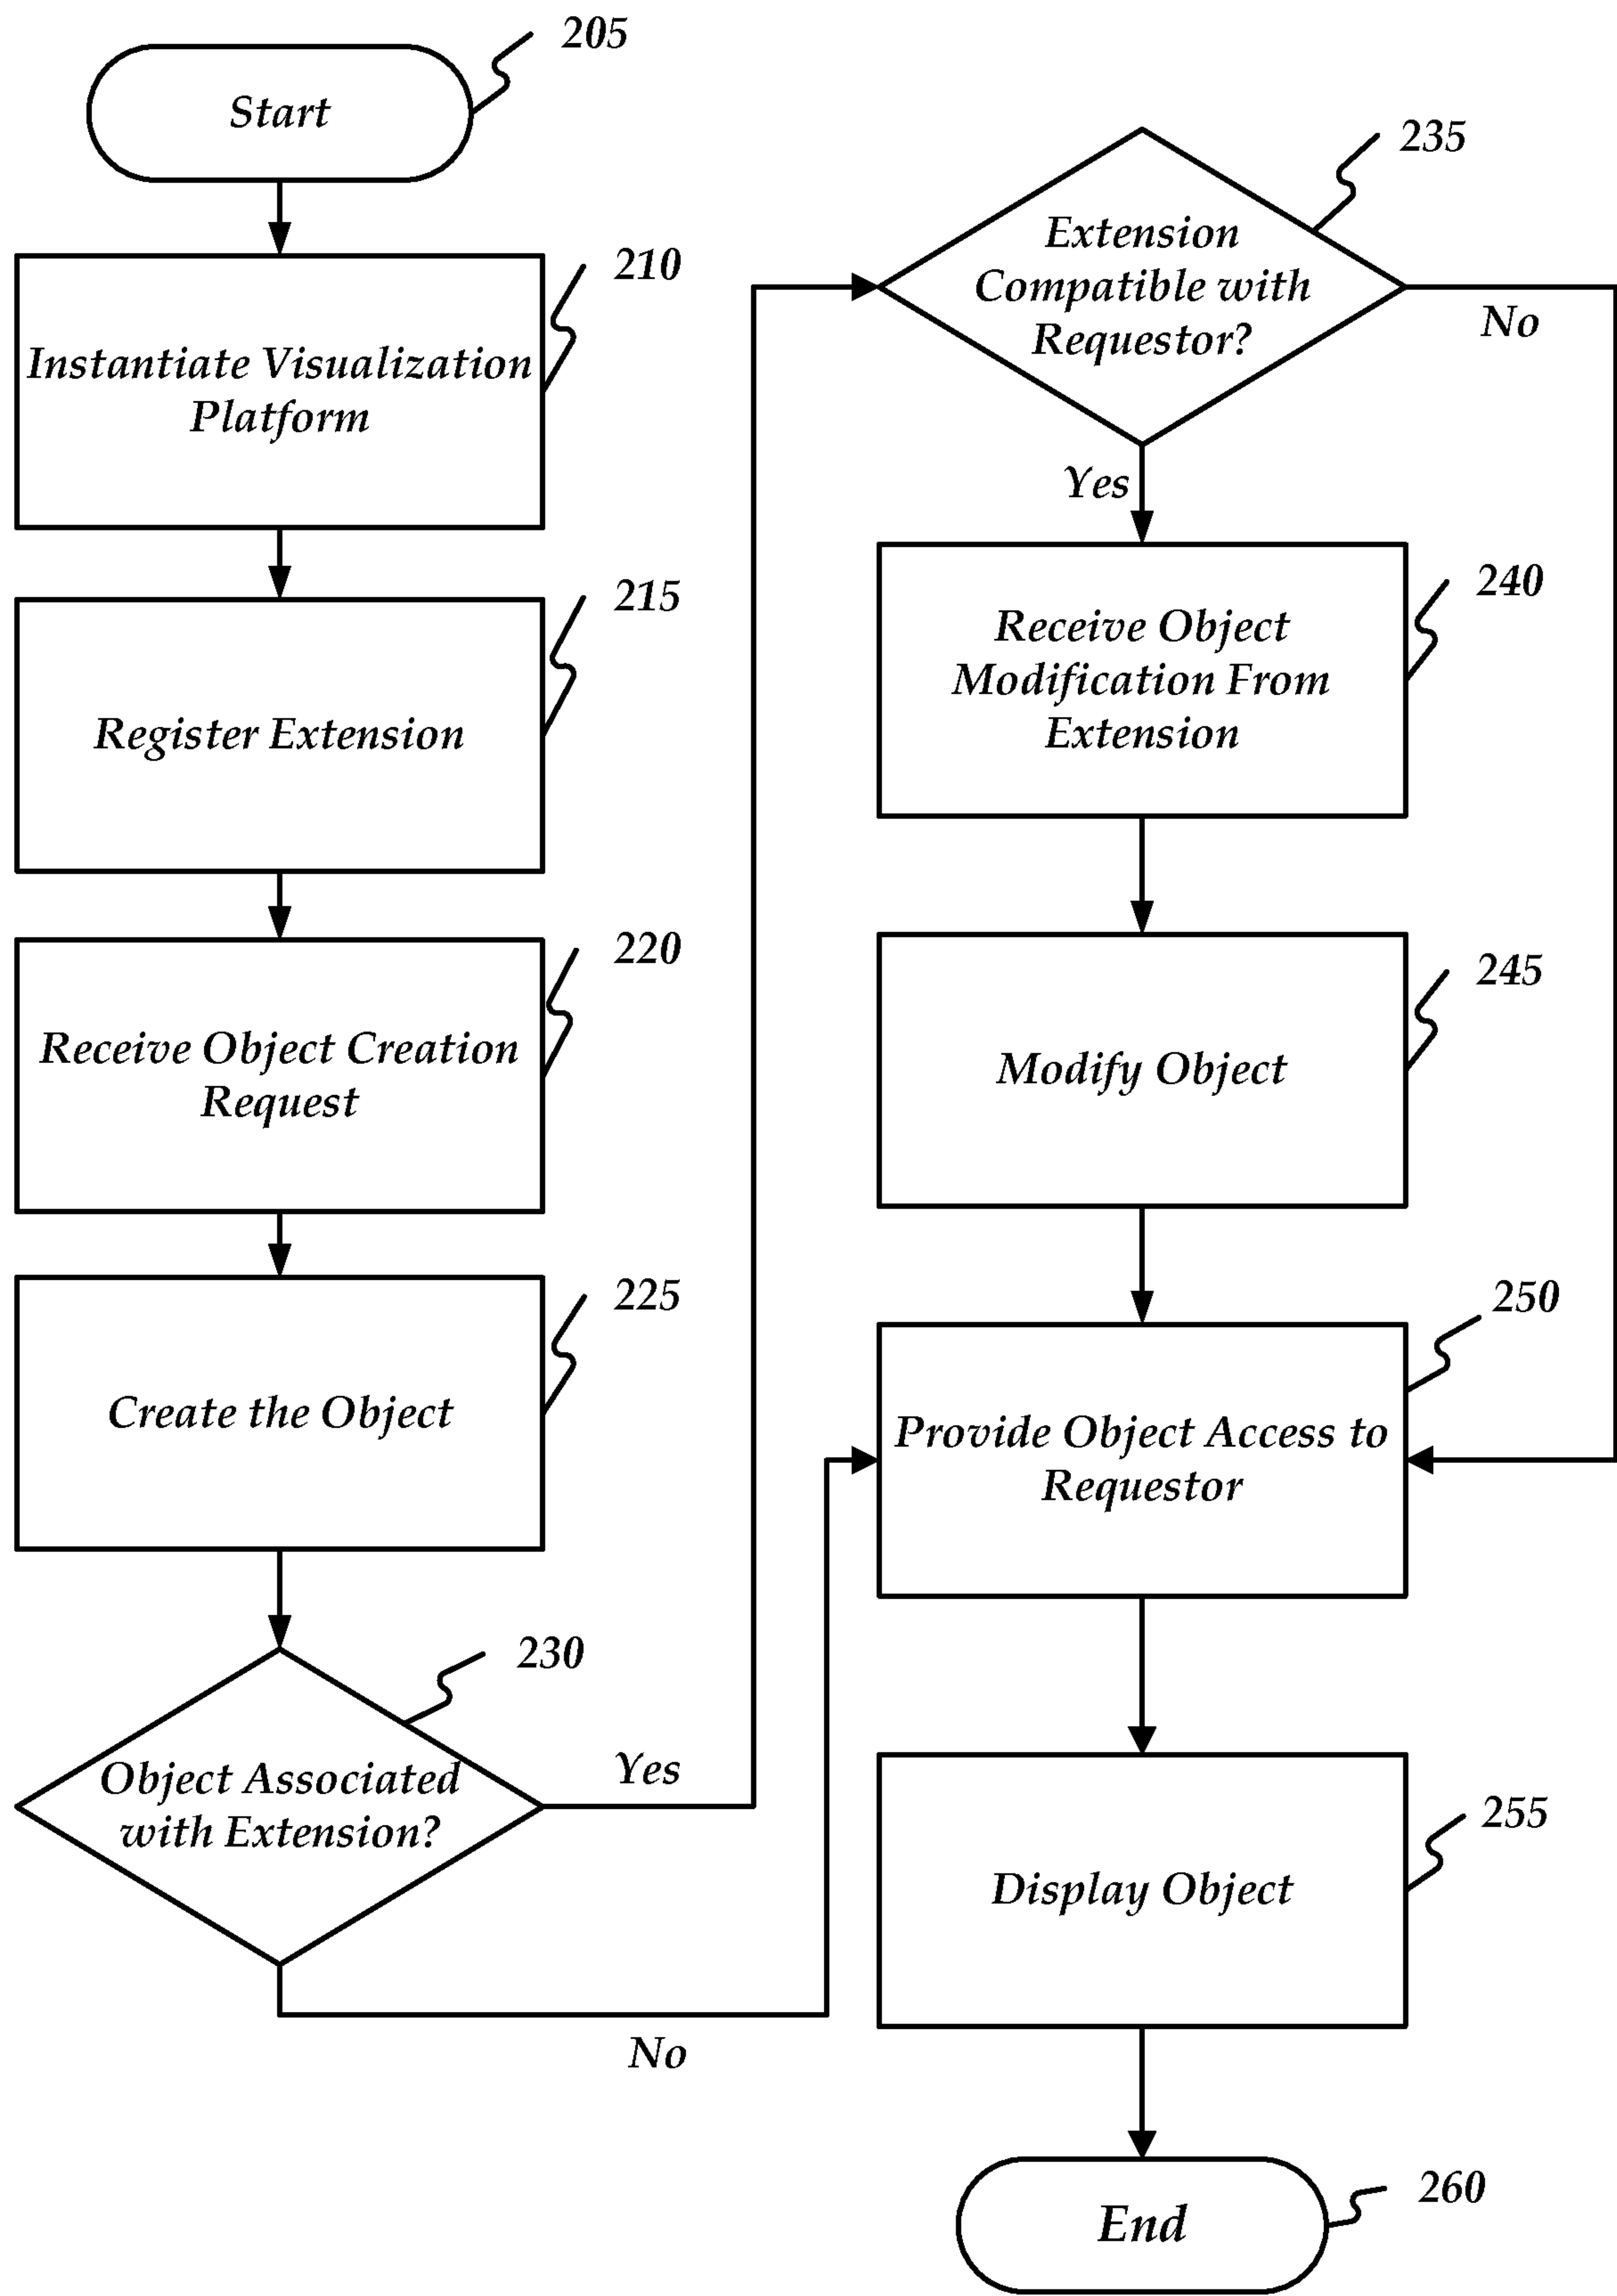 205
Start
210
Instantiate Visualization
Platform
215
Register Extension
220
Receive Object Creation
Request
225
Create the Object
230
Object Associated
with Extension?
Yes
No
235
Extension
Compatible with
Requestor?
No
Yes
240
Receive Object
Modification From
Extension
245
Modify Object
250
Provide Object Access to
Requestor
255
Display Object
260
End